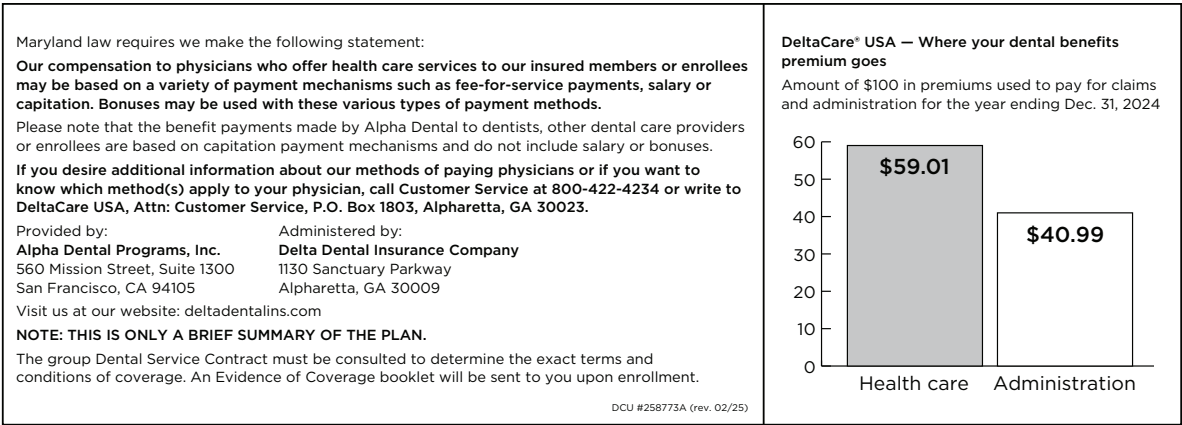 Maryland law requires we make the following statement:
Our compensation to physicians who offer health care services to our insured members or enrollees
may be based on a variety of payment mechanisms such as fee-for-service payments, salary or
capitation. Bonuses may be used with these various types of payment methods.
Please note that the benefit payments made by Alpha Dental to dentists, other dental care providers
or enrollees are based on capitation payment mechanisms and do not include salary or bonuses.
If you desire additional information about our methods of paying physicians or if you want to
know which method(s) apply to your physician, call Customer Service at 800-422-4234 or write to
DeltaCare USA, Attn: Customer Service, P.O. Box 1803, Alpharetta, GA 30023.
Provided by:
Alpha Dental Programs, Inc.
560 Mission Street, Suite 1300
San Francisco, CA 94105
Administered by:
Delta Dental Insurance Company
1130 Sanctuary Parkway
Alpharetta, GA 30009
Visit us at our website: deltadentalins.com
NOTE: THIS IS ONLY A BRIEF SUMMARY OF THE PLAN.
The group Dental Service Contract must be consulted to determine the exact terms and
conditions of coverage. An Evidence of Coverage booklet will be sent to you upon enrollment.
DCU #258773A (rev. 02/25)
DeltaCare® USA — Where your dental benefits
premium goes
Amount of $100 in premiums used to pay for claims
and administration for the year ending Dec. 31, 2024
60
50
40
30
20
10
0
$59.01
$40.99
Health care
Administration